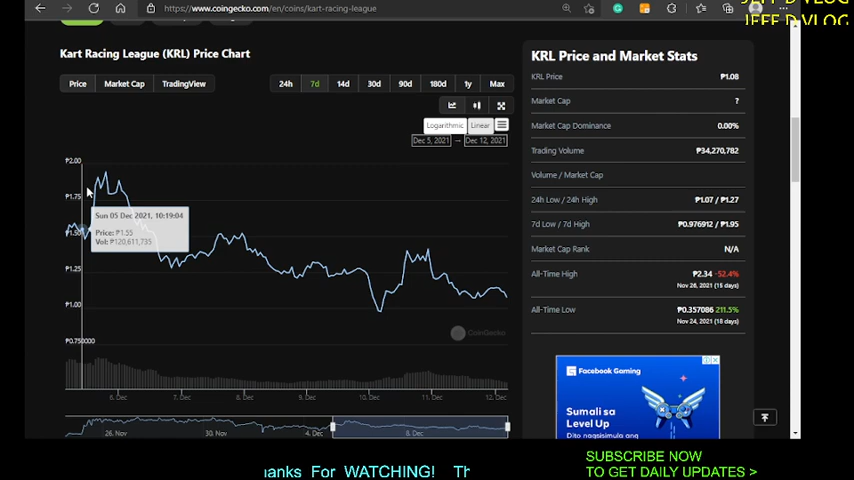 https://www.coingecko.com/en/coins/kart-racing-league
JEFF D VLOG
Kart Racing League (KRL) Price Chart
Price Market Cap TradingView
24h 7d 14d 30d 90d 180d 1y Max
Logarithmic Linear
Dec 5, 2021 → Dec 12, 2021
₱2.00
₱1.75
₱1.50
₱1.25
₱1.00
₱0.750000
Sun 05 Dec 2021, 10:19:04
Price: ₱1.55
Vol: ₱120,611,735
CoinGecko
6. Dec 7. Dec 8. Dec 9. Dec 10. Dec 11. Dec 12. Dec
26. Nov 30. Nov 4. Dec 8. Dec
KRL Price and Market Stats
KRL Price ₱1.08
Market Cap ?
Market Cap Dominance 0.00%
Trading Volume ₱34,270,782
Volume / Market Cap
24h Low / 24h High ₱1.07 / ₱1.27
7d Low / 7d High ₱0.976912 / ₱1.95
Market Cap Rank N/A
All-Time High ₱2.34 -52.4%
Nov 26, 2021 (15 days)
All-Time Low ₱0.357086 211.5%
Nov 24, 2021 (18 days)
Facebook Gaming
Sumali sa
Level Up
anks For WATCHING! Th
SUBSCRIBE NOW
TO GET DAILY UPDATES >